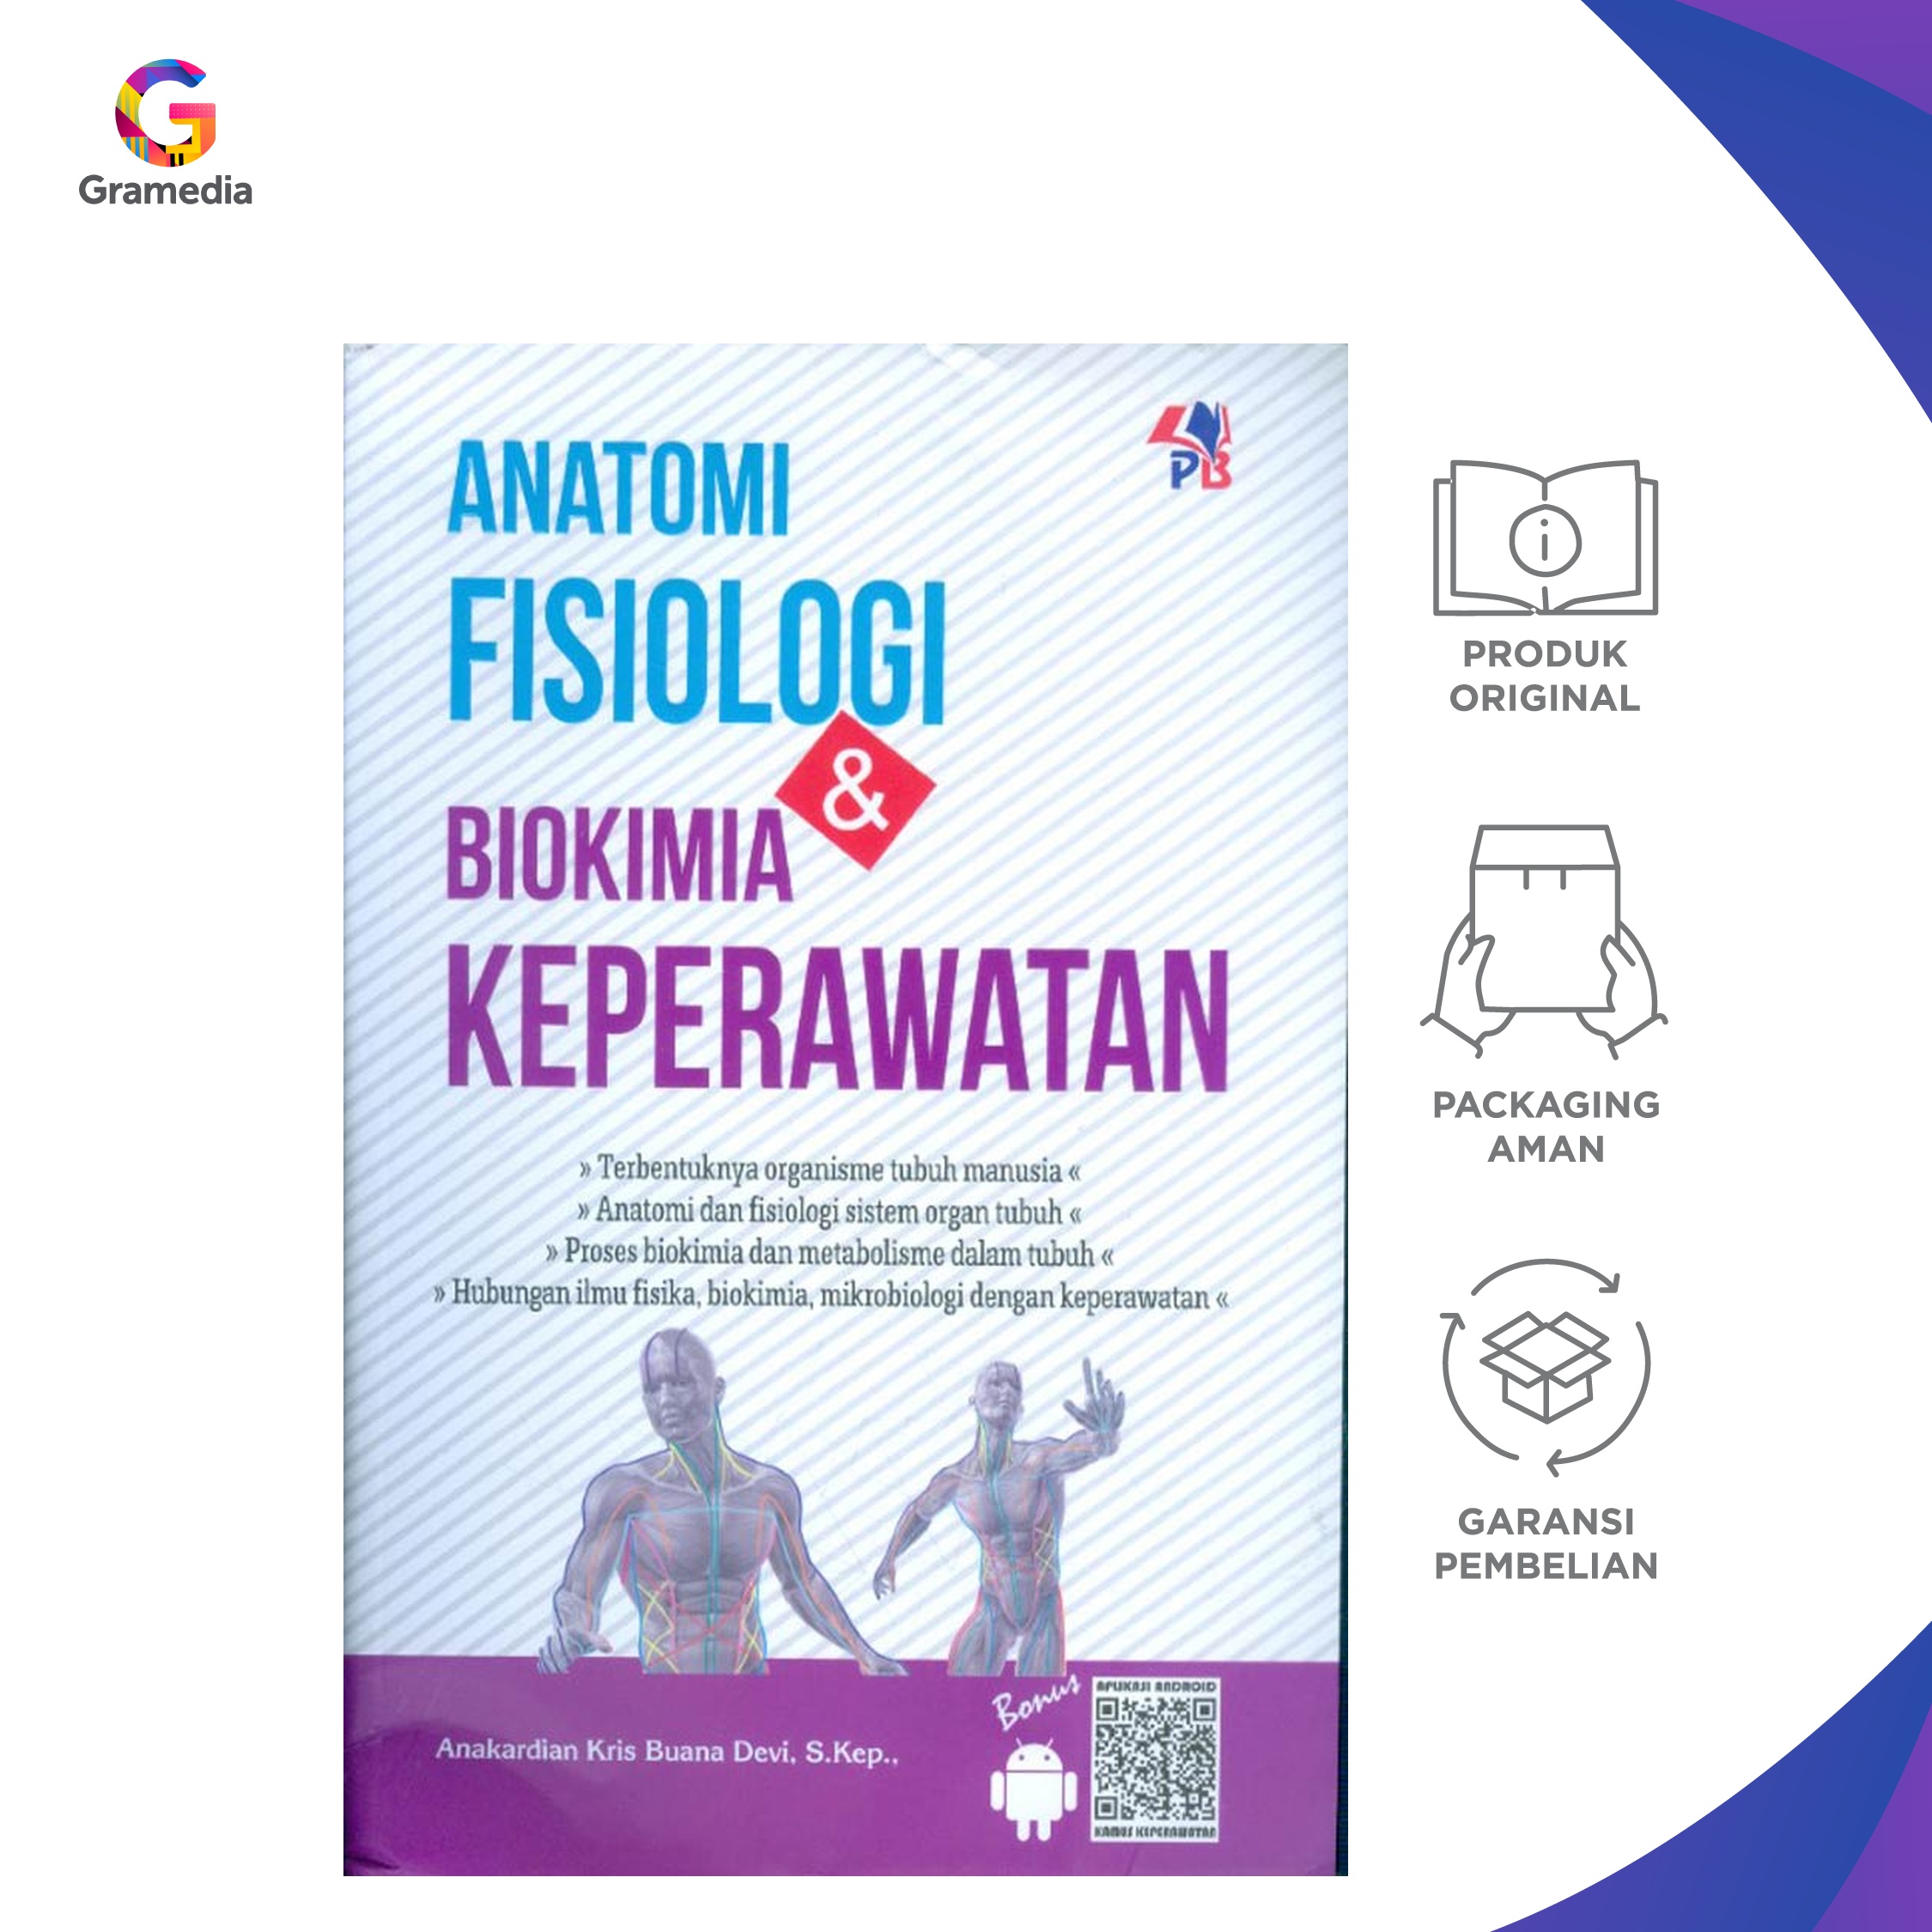 Gramedia
ANATOMI
FISIOLOGI
&
BIOKIMIA
KEPERAWATAN
PB
» Terbentuknya organisme tubuh manusia «
» Anatomi dan fisiologi sistem organ tubuh «
» Proses biokimia dan metabolisme dalam tubuh «
» Hubungan ilmu fisika, biokimia, mikrobiologi dengan keperawatan «
Anakardian Kris Buana Devi, S.Kep.,
Bonus
APLIKASI ANDROID
KAMUS KEPERAWATAN
PRODUK
ORIGINAL
PACKAGING
AMAN
GARANSI
PEMBELIAN